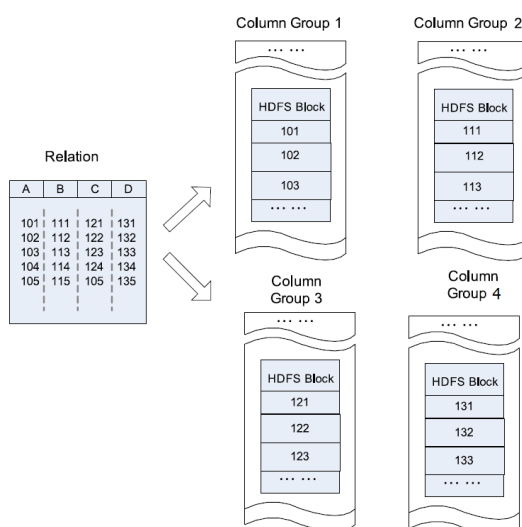 Column Group 1
... ...
HDFS Block
101
102
103
... ...
Column Group 2
... ...
HDFS Block
111
112
113
... ...
Relation
A B C D
101 111 121 131
102 112 122 132
103 113 123 133
104 114 124 134
105 115 105 135
Column
Group 3
... ...
HDFS Block
121
122
123
... ...
Column
Group 4
... ...
HDFS Block
131
132
133
... ...